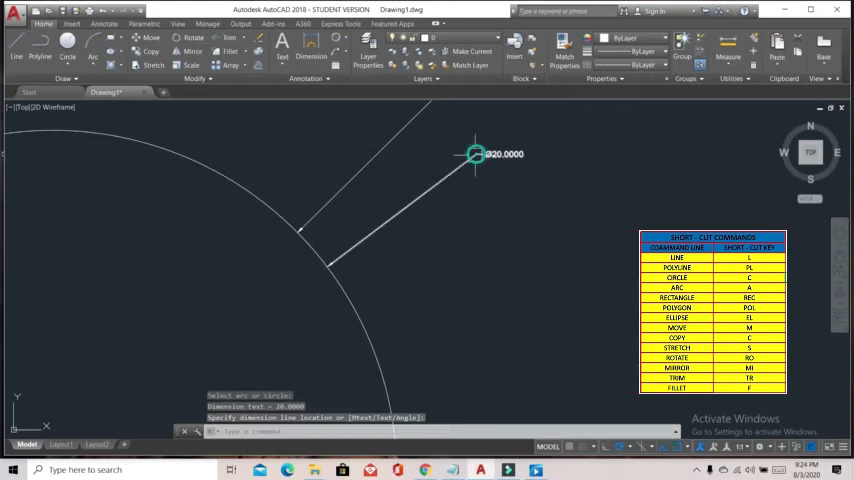 Autodesk AutoCAD 2018 - STUDENT VERSION Drawing1.dwg
Type a keyword or phrase
Sign In
Home Insert Annotate Parametric View Manage Output Add-ins A360 Express Tools Featured Apps
Line Polyline Circle Arc
Move Rotate Trim
Copy Mirror Fillet
Stretch Scale Array
Text Dimension
Layer Properties
0
Make Current
Match Layer
Insert
Match Properties
ByLayer
ByLayer
ByLayer
Group
Measure
Paste
Base
Draw Modify Annotation Layers Block Properties Groups Utilities Clipboard View
Start Drawing1*
[−][Top][2D Wireframe]
Ø20.0000
N
W TOP E
S
WCS
SHORT - CUT COMMANDS
COAMMAND LINE SHORT - CUT KEY
LINE L
POLYLINE PL
CIRCLE C
ARC A
RECTANGLE REC
POLYGON POL
ELLIPSE EL
MOVE M
COPY C
STRETCH S
ROTATE RO
MIRROR MI
TRIM TR
FILLET F
Select arc or circle:
Dimension text = 20.0000
Specify dimension line location or [Mtext/Text/Angle]:
Type a command
Y
X
Activate Windows
Go to Settings to activate Windows.
Model Layout1 Layout2
MODEL 1:1
Type here to search
9:24 PM
8/3/2020